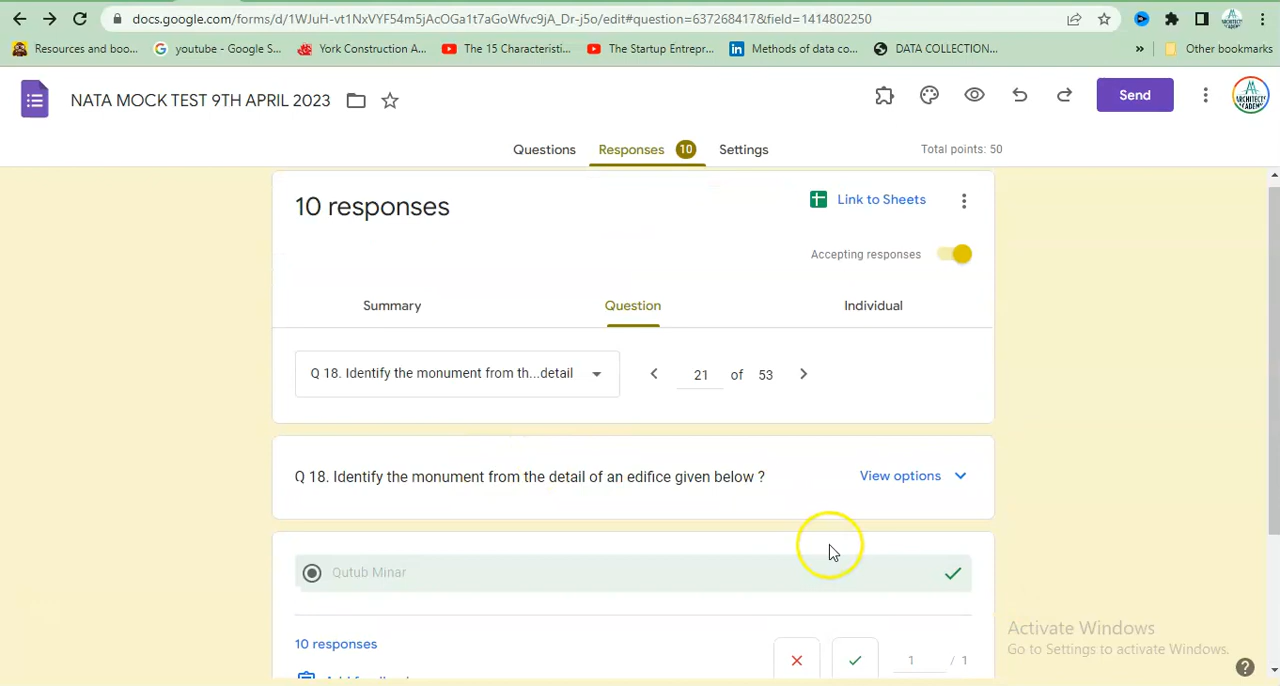 docs.google.com/forms/d/1WJuH-vt1NxVYF54m5jAcOGa1t7aGoWfvc9jA_Dr-j5o/edit#question=637268417&field=1414802250
Resources and boo... youtube - Google S... York Construction A... The 15 Characteristi... The Startup Entrepr... Methods of data co... DATA COLLECTION... » Other bookmarks
NATA MOCK TEST 9TH APRIL 2023 Send
Questions Responses 10 Settings Total points: 50
10 responses Link to Sheets
Accepting responses
Summary Question Individual
Q 18. Identify the monument from th...detail 21 of 53
Q 18. Identify the monument from the detail of an edifice given below ? View options
Qutub Minar
Activate Windows
10 responses Go to Settings to activate Windows.
1 / 1